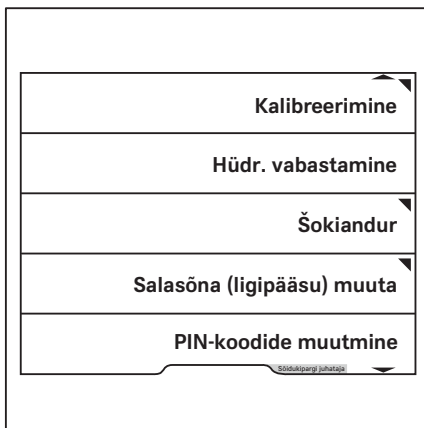 Kalibreerimine
Hüdr. vabastamine
Šokiandur
Salasõna (ligipääsu) muuta
PIN-koodide muutmine
Sõidukipargi juhataja